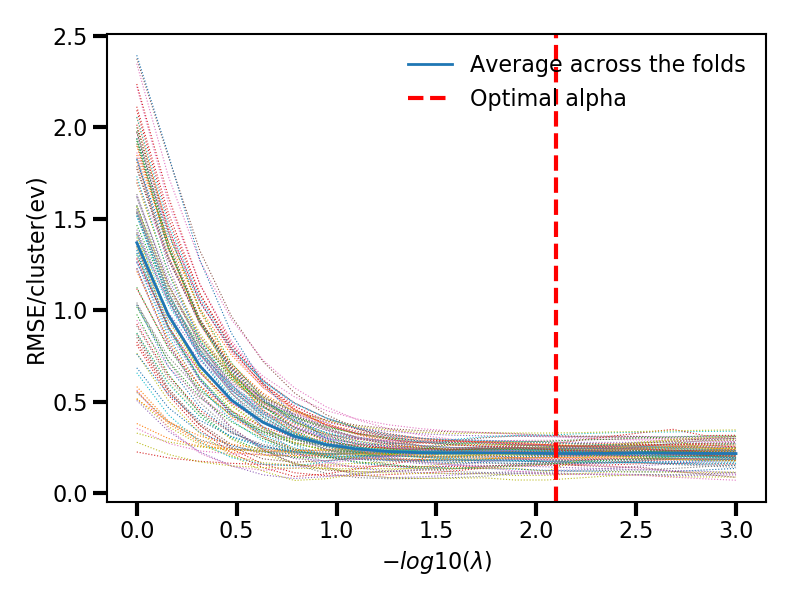 2.5
2.0
1.5
1.0
0.5
0.0
RMSE/cluster(ev)
Average across the folds
Optimal alpha
0.0 0.5 1.0 1.5 2.0 2.5 3.0
−log10(λ)